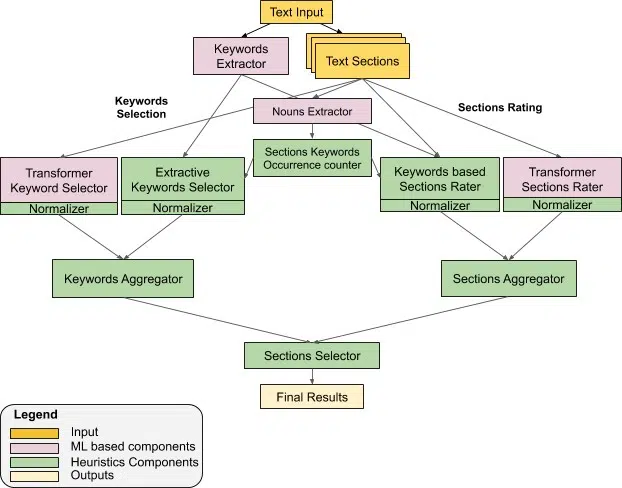 Text Input
Keywords
Extractor
Text Sections
Keywords
Selection
Nouns Extractor
Sections Rating
Sections Keywords
Occurrence counter
Transformer
Keyword Selector
Normalizer
Extractive
Keywords Selector
Normalizer
Keywords based
Sections Rater
Normalizer
Transformer
Sections Rater
Normalizer
Keywords Aggregator
Sections Aggregator
Sections Selector
Final Results
Legend
Input
ML based components
Heuristics Components
Outputs